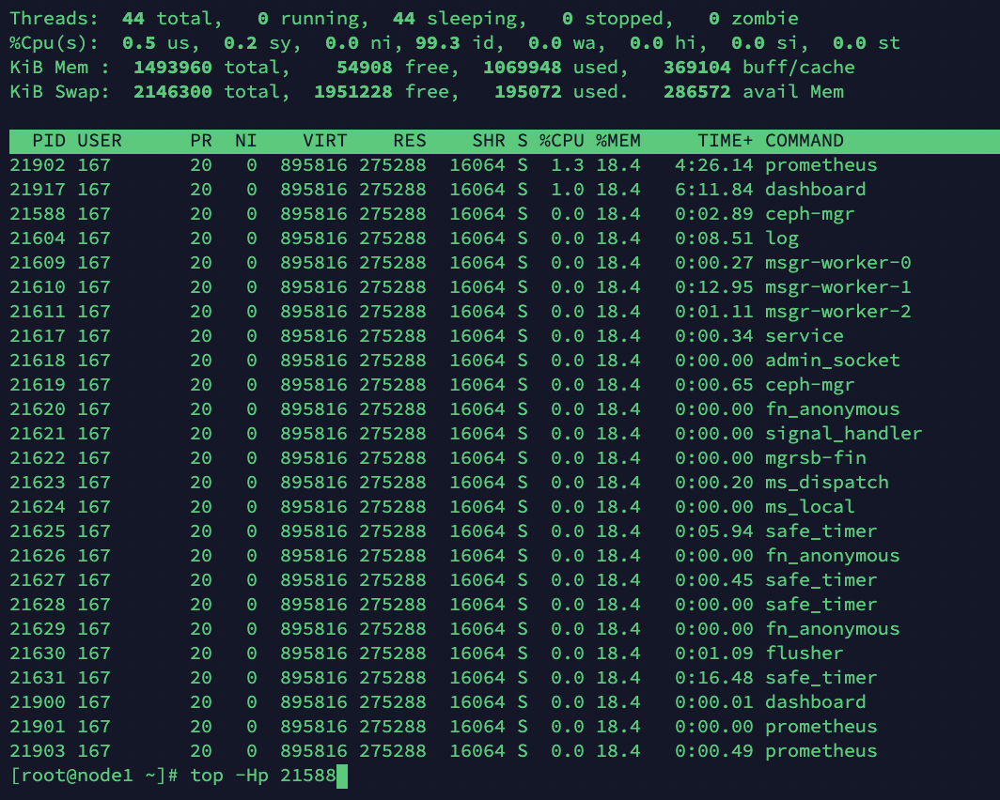 Threads:  44 total,   0 running,  44 sleeping,   0 stopped,   0 zombie
%Cpu(s):  0.5 us,  0.2 sy,  0.0 ni, 99.3 id,  0.0 wa,  0.0 hi,  0.0 si,  0.0 st
KiB Mem :  1493960 total,    54908 free,  1069948 used,   369104 buff/cache
KiB Swap:  2146300 total,  1951228 free,   195072 used.   286572 avail Mem
  PID USER      PR  NI    VIRT    RES    SHR S %CPU %MEM     TIME+ COMMAND
21902 167       20   0  895816 275288  16064 S  1.3 18.4   4:26.14 prometheus
21917 167       20   0  895816 275288  16064 S  1.0 18.4   6:11.84 dashboard
21588 167       20   0  895816 275288  16064 S  0.0 18.4   0:02.89 ceph-mgr
21604 167       20   0  895816 275288  16064 S  0.0 18.4   0:08.51 log
21609 167       20   0  895816 275288  16064 S  0.0 18.4   0:00.27 msgr-worker-0
21610 167       20   0  895816 275288  16064 S  0.0 18.4   0:12.95 msgr-worker-1
21611 167       20   0  895816 275288  16064 S  0.0 18.4   0:01.11 msgr-worker-2
21617 167       20   0  895816 275288  16064 S  0.0 18.4   0:00.34 service
21618 167       20   0  895816 275288  16064 S  0.0 18.4   0:00.00 admin_socket
21619 167       20   0  895816 275288  16064 S  0.0 18.4   0:00.65 ceph-mgr
21620 167       20   0  895816 275288  16064 S  0.0 18.4   0:00.00 fn_anonymous
21621 167       20   0  895816 275288  16064 S  0.0 18.4   0:00.00 signal_handler
21622 167       20   0  895816 275288  16064 S  0.0 18.4   0:00.00 mgrsb-fin
21623 167       20   0  895816 275288  16064 S  0.0 18.4   0:00.20 ms_dispatch
21624 167       20   0  895816 275288  16064 S  0.0 18.4   0:00.00 ms_local
21625 167       20   0  895816 275288  16064 S  0.0 18.4   0:05.94 safe_timer
21626 167       20   0  895816 275288  16064 S  0.0 18.4   0:00.00 fn_anonymous
21627 167       20   0  895816 275288  16064 S  0.0 18.4   0:00.45 safe_timer
21628 167       20   0  895816 275288  16064 S  0.0 18.4   0:00.00 safe_timer
21629 167       20   0  895816 275288  16064 S  0.0 18.4   0:00.00 fn_anonymous
21630 167       20   0  895816 275288  16064 S  0.0 18.4   0:01.09 flusher
21631 167       20   0  895816 275288  16064 S  0.0 18.4   0:16.48 safe_timer
21900 167       20   0  895816 275288  16064 S  0.0 18.4   0:00.01 dashboard
21901 167       20   0  895816 275288  16064 S  0.0 18.4   0:00.00 prometheus
21903 167       20   0  895816 275288  16064 S  0.0 18.4   0:00.49 prometheus
[root@node1 ~]# top -Hp 21588